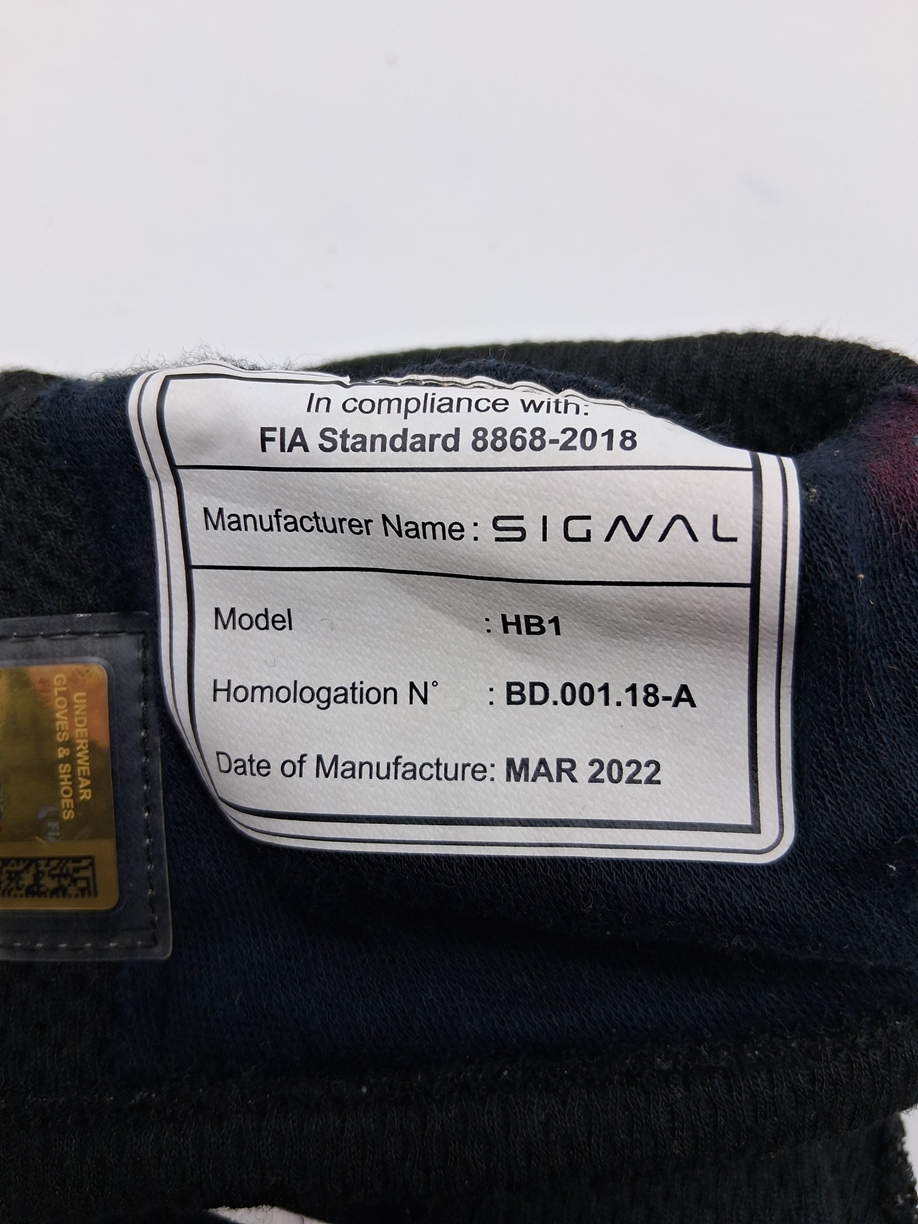 In compliance with:
FIA Standard 8868-2018
Manufacturer Name: SIGNAL
Model : HB1
Homologation N° : BD.001.18-A
Date of Manufacture: MAR 2022
UNDERWEAR
GLOVES & SHOES